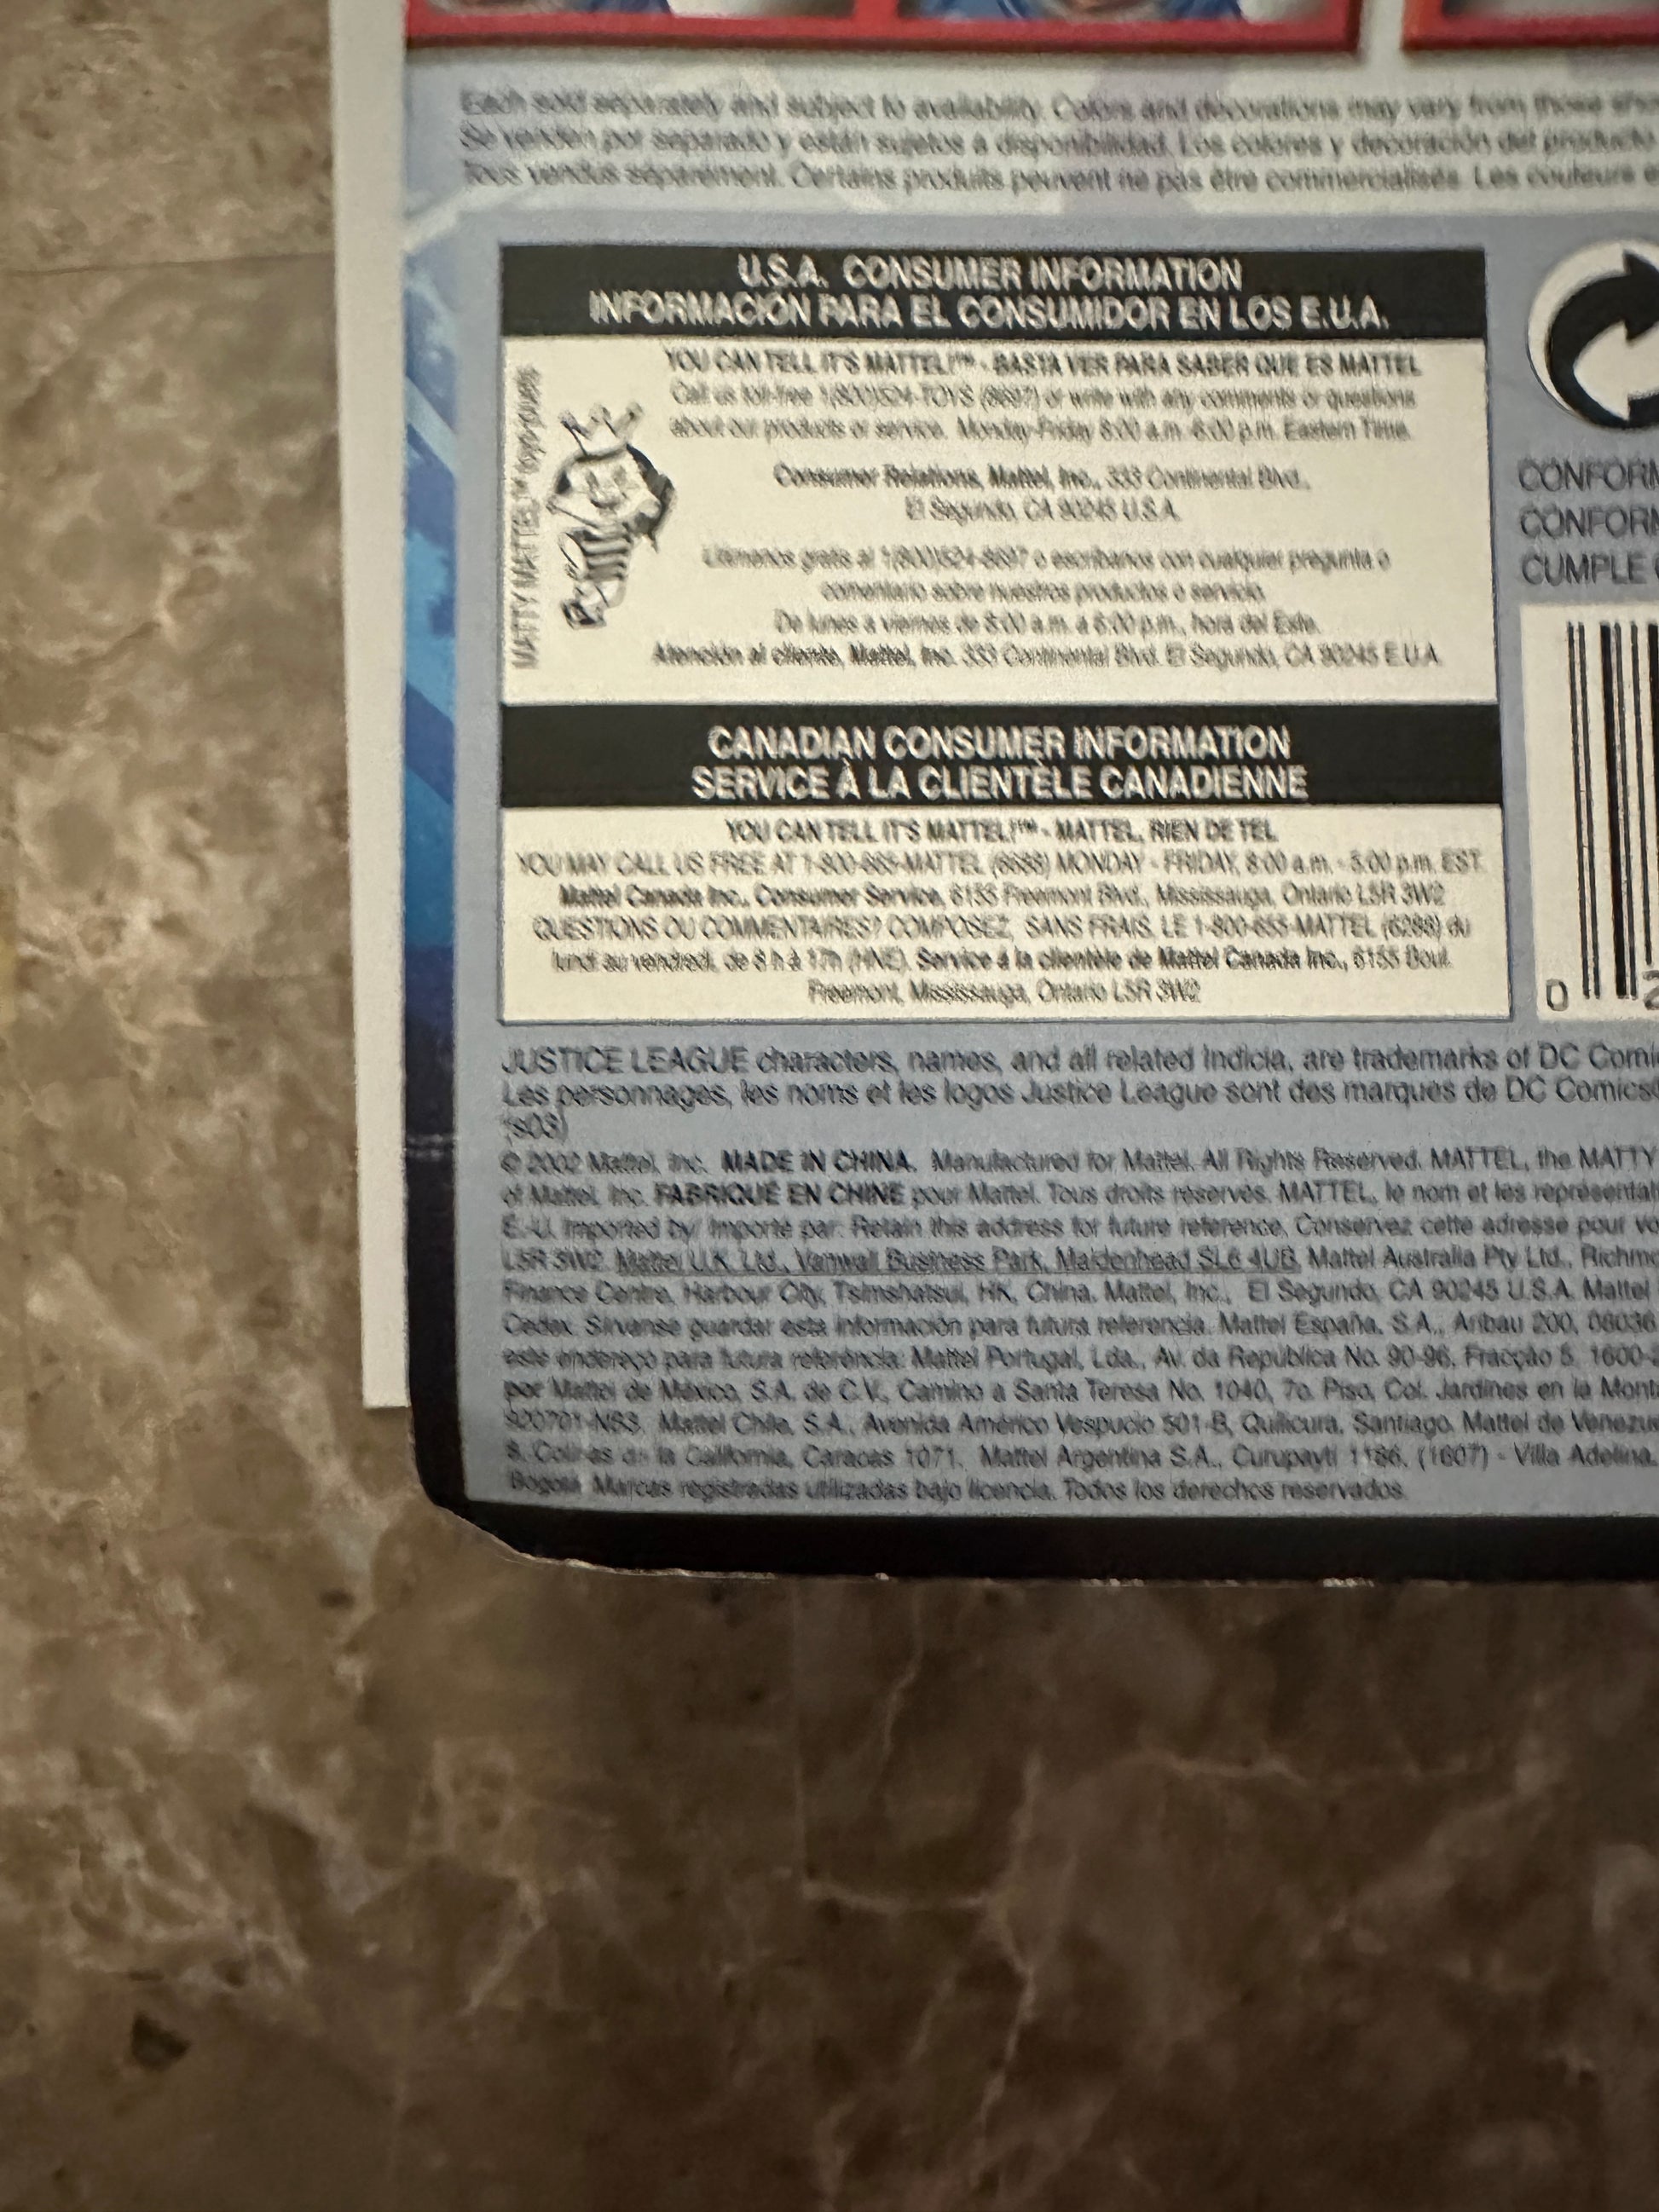 Each sold separately and subject to availability. Colors and decorations may vary from those
Se venden por separado y están sujetos a disponibilidad. Los colores y decoración del producto
Tous vendus séparément. Certains produits peuvent ne pas être commercialisés. Les couleurs
U.S.A. CONSUMER INFORMATION
INFORMACIÓN PARA EL CONSUMIDOR EN LOS E.U.A.
MATTY MATTEL™ toys-jouets
YOU CAN TELL IT'S MATTEL!™ - BASTA VER PARA SABER QUE ES MATTEL
Call us toll-free 1(800)524-TOYS (8697) or write with any comments or questions
about our products or service. Monday-Friday 8:00 a.m.-6:00 p.m. Eastern Time.
Consumer Relations, Mattel, Inc., 333 Continental Blvd.,
El Segundo, CA 90245 U.S.A.
Llámenos gratis al 1(800)524-8697 o escríbanos con cualquier pregunta o
comentario sobre nuestros productos o servicio.
De lunes a viernes de 8:00 a.m. a 6:00 p.m., hora del Este.
Atención al cliente, Mattel, Inc. 333 Continental Blvd. El Segundo, CA 90245 E.U.A.
CANADIAN CONSUMER INFORMATION
SERVICE À LA CLIENTÈLE CANADIENNE
YOU CAN TELL IT'S MATTEL!™ - MATTEL, RIEN DE TEL
YOU MAY CALL US FREE AT MONDAY - FRIDAY, 8:00 a.m. - 5:00 p.m. EST.
Mattel Canada Inc., Consumer Service, 6155 Freemont Blvd., Mississauga, Ontario L5R 3W2
QUESTIONS OU COMMENTAIRES? COMPOSEZ, SANS FRAIS, LE du
lundi au vendredi, de 8 h à 17h (HNE). Service à la clientèle de Mattel Canada Inc., 6155 Boul.
Freemont, Mississauga, Ontario L5R 3W2
CONFORM
CONFORM
CUMPLE
0
JUSTICE LEAGUE characters, names, and all related Indicia, are trademarks of DC
Les personnages, les noms et les logos Justice League sont des marques de DC Comics
(s03)
© 2002 Mattel, Inc. MADE IN CHINA. Manufactured for Mattel. All Rights Reserved. MATTEL, the MATTY
of Mattel, Inc. FABRIQUÉ EN CHINE pour Mattel. Tous droits réservés. MATTEL, le nom et les
E.-U. Imported by/ Importé par: Retain this address for future reference. Conservez cette adresse pour
L5R 3W2. Mattel U.K. Ltd., Vanwall Business Park, Maidenhead SL6 4UB. Mattel Australia Pty Ltd.,
Finance Centre, Harbour City, Tsimshatsui, HK, China. Mattel, Inc., El Segundo, CA 90245 U.S.A. Mattel
Cedex. Sírvanse guardar esta información para futura referencia. Mattel España, S.A., Aribau 200, 08036
este endereço para futura referência: Mattel Portugal, Lda., Av. da República No. 90-96, Fracção 5,
por Mattel de México, S.A. de C.V., Camino a Santa Teresa No. 1040, 7o. Piso, Col. Jardines en la
Mattel Chile, S.A., Avenida Américo Vespucio 501-B, Quilicura, Santiago. Mattel de
8, Colinas de la California, Caracas 1071. Mattel Argentina S.A., Curupaytí 1186, (1607) - Villa Adelina,
Bogotá. Marcas registradas utilizadas bajo licencia. Todos los derechos reservados.